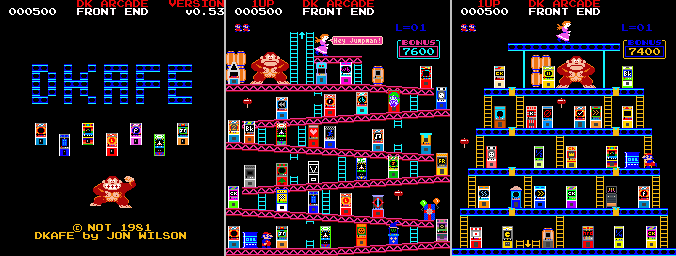 DK ARCADE VERSION
000500 FRONT END v0.53
DKAFE
© NOT 1981
DKAFE by JON WILSON
1UP DK ARCADE
000500 FRONT END
L=01
Hey Jumpman!
BONUS
7600
1UP DK ARCADE
000500 FRONT END
L=01
BONUS
7400